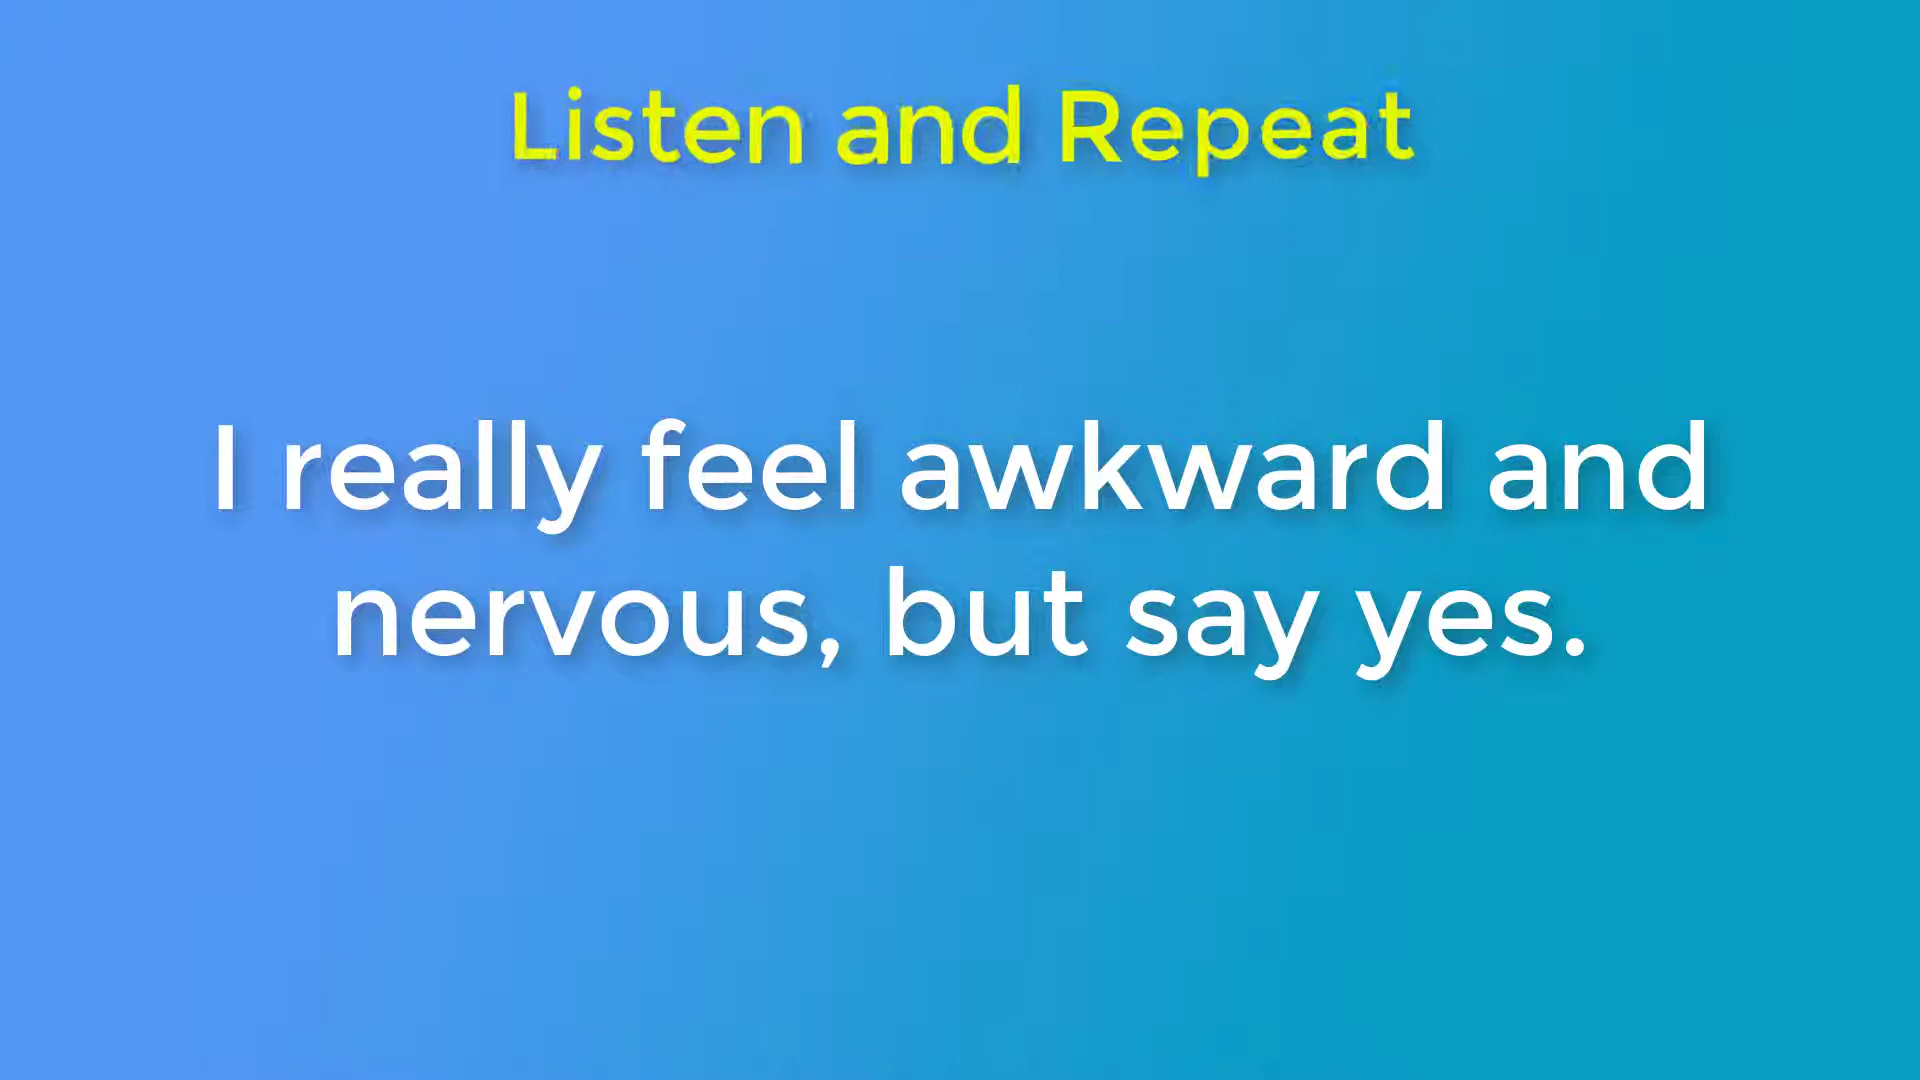 Listen and Repeat
I really feel awkward and
nervous, but say yes.